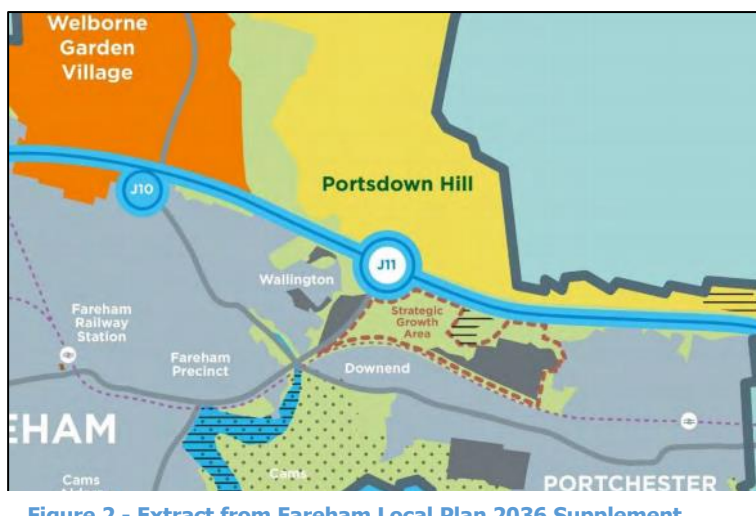 Welborne
Garden
Village
J10
Portsdown Hill
J11
Wallington
Strategic
Growth
Area
Fareham
Railway
Station
Fareham
Precinct
Downend
EHAM
Cams
Cams
PORTCHESTER
Figure 2 - Extract from Fareham Local Plan 2036 Supplement